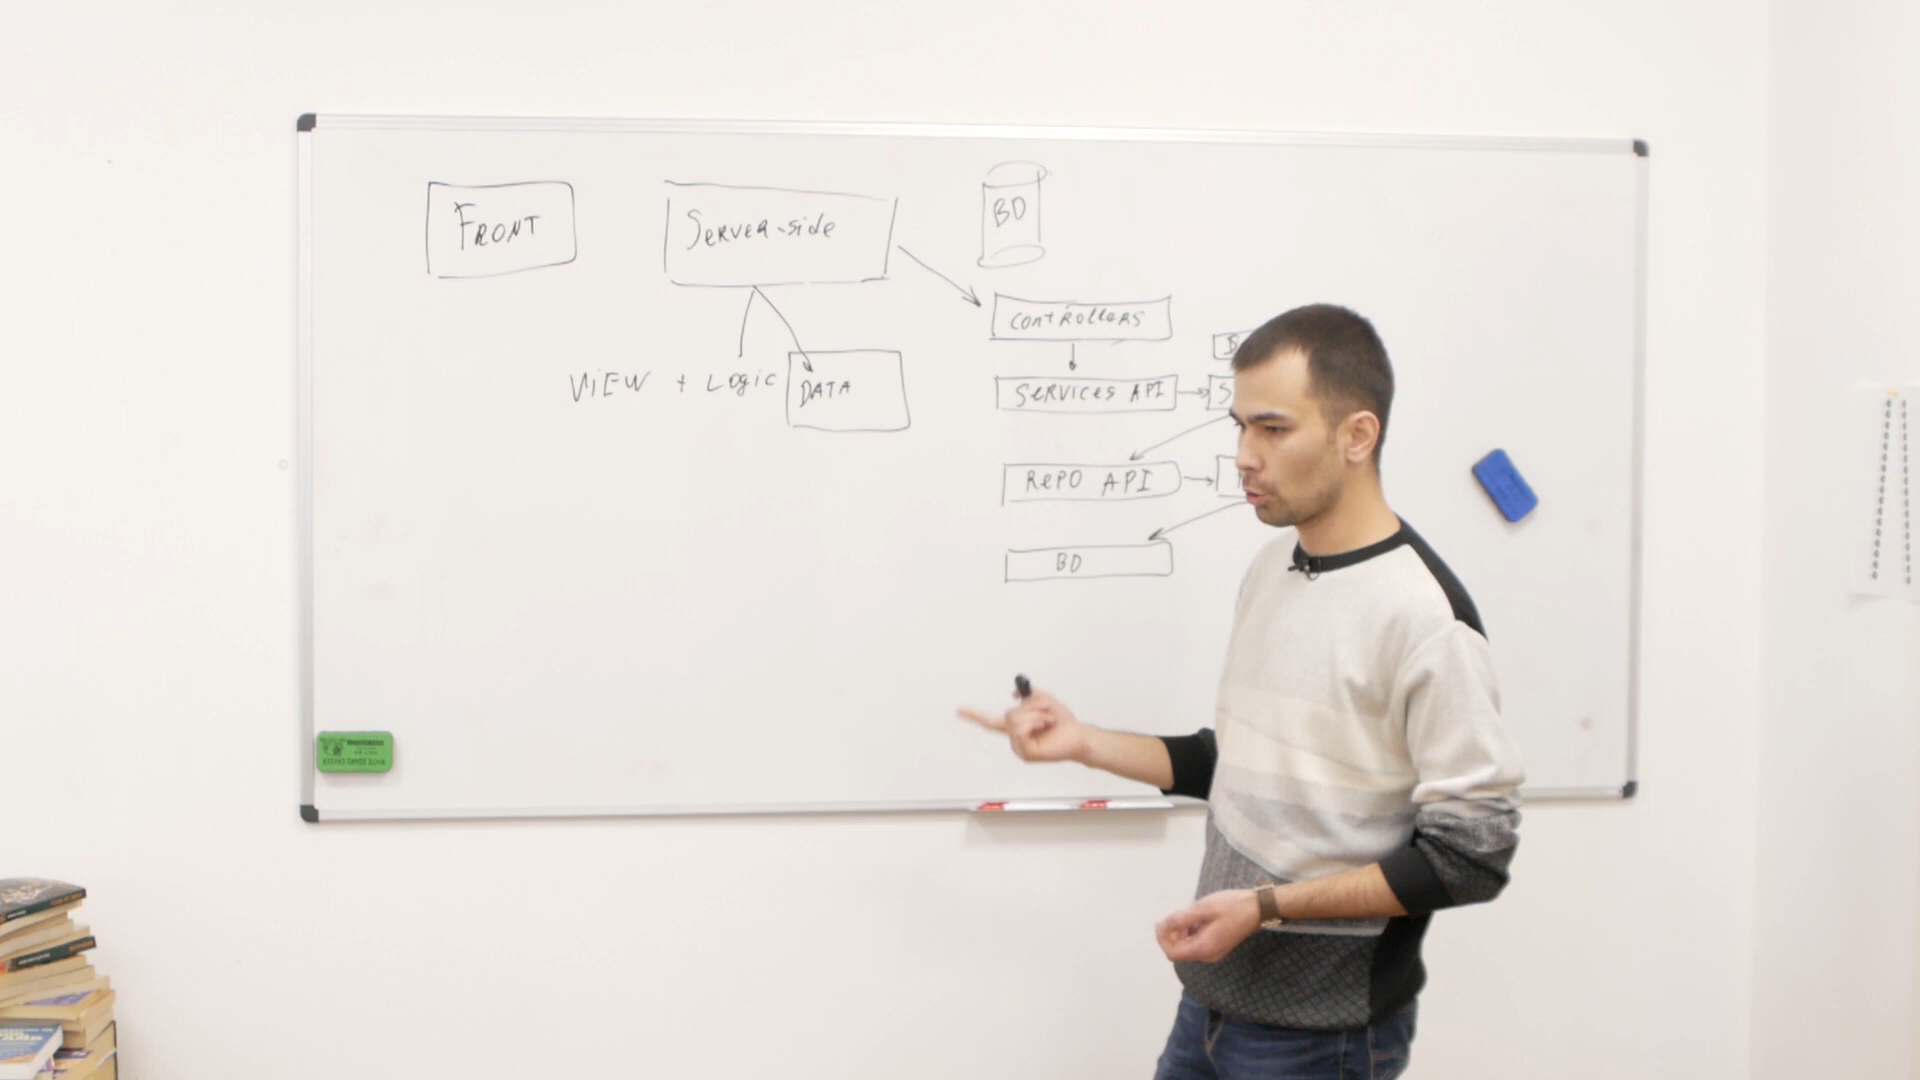 FRONT
SERVER-side
BD
VIEW + Logic
DATA
controllers
Services API
RePO API
BD